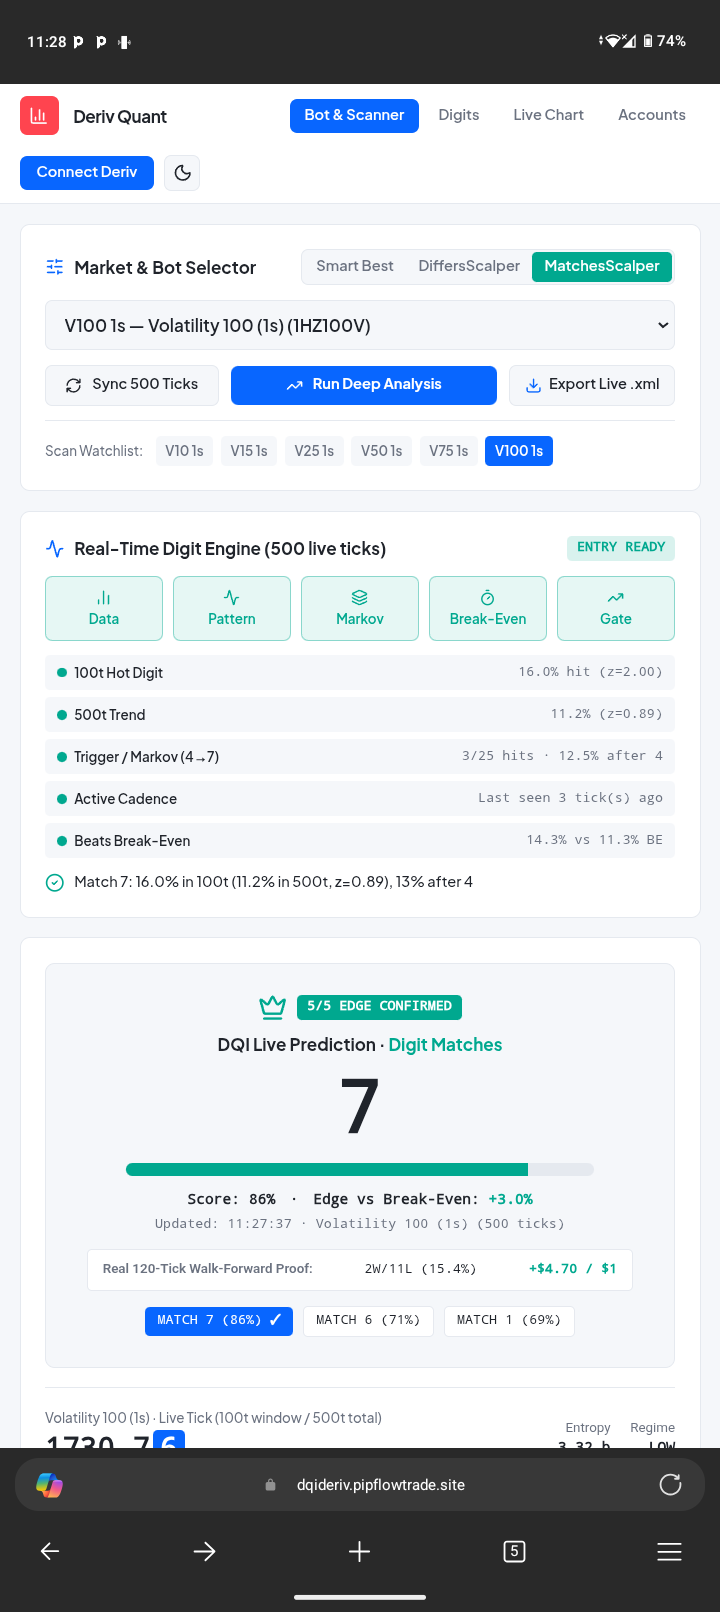 11:28
74%
Deriv Quant
Bot & Scanner
Digits
Live Chart
Accounts
Connect Deriv
Market & Bot Selector
Smart Best
DiffersScalper
MatchesScalper
V100 1s — Volatility 100 (1s) (1HZ100V)
Sync 500 Ticks
Run Deep Analysis
Export Live .xml
Scan Watchlist:
V10 1s
V15 1s
V25 1s
V50 1s
V75 1s
V100 1s
Real-Time Digit Engine (500 live ticks)
ENTRY READY
Data
Pattern
Markov
Break-Even
Gate
100t Hot Digit
16.0% hit (z=2.00)
500t Trend
11.2% (z=0.89)
Trigger / Markov (4→7)
3/25 hits · 12.5% after 4
Active Cadence
Last seen 3 tick(s) ago
Beats Break-Even
14.3% vs 11.3% BE
Match 7: 16.0% in 100t (11.2% in 500t, z=0.89), 13% after 4
5/5 EDGE CONFIRMED
DQI Live Prediction · Digit Matches
7
Score: 86% · Edge vs Break-Even: +3.0%
Updated: 11:27:37 · Volatility 100 (1s) (500 ticks)
Real 120-Tick Walk-Forward Proof:
2W/11L (15.4%)
+$4.70 / $1
MATCH 7 (86%) ✓
MATCH 6 (71%)
MATCH 1 (69%)
Volatility 100 (1s) · Live Tick (100t window / 500t total)
Entropy
Regime
1730.76
3.32 b
LOW
dqideriv.pipflowtrade.site
5